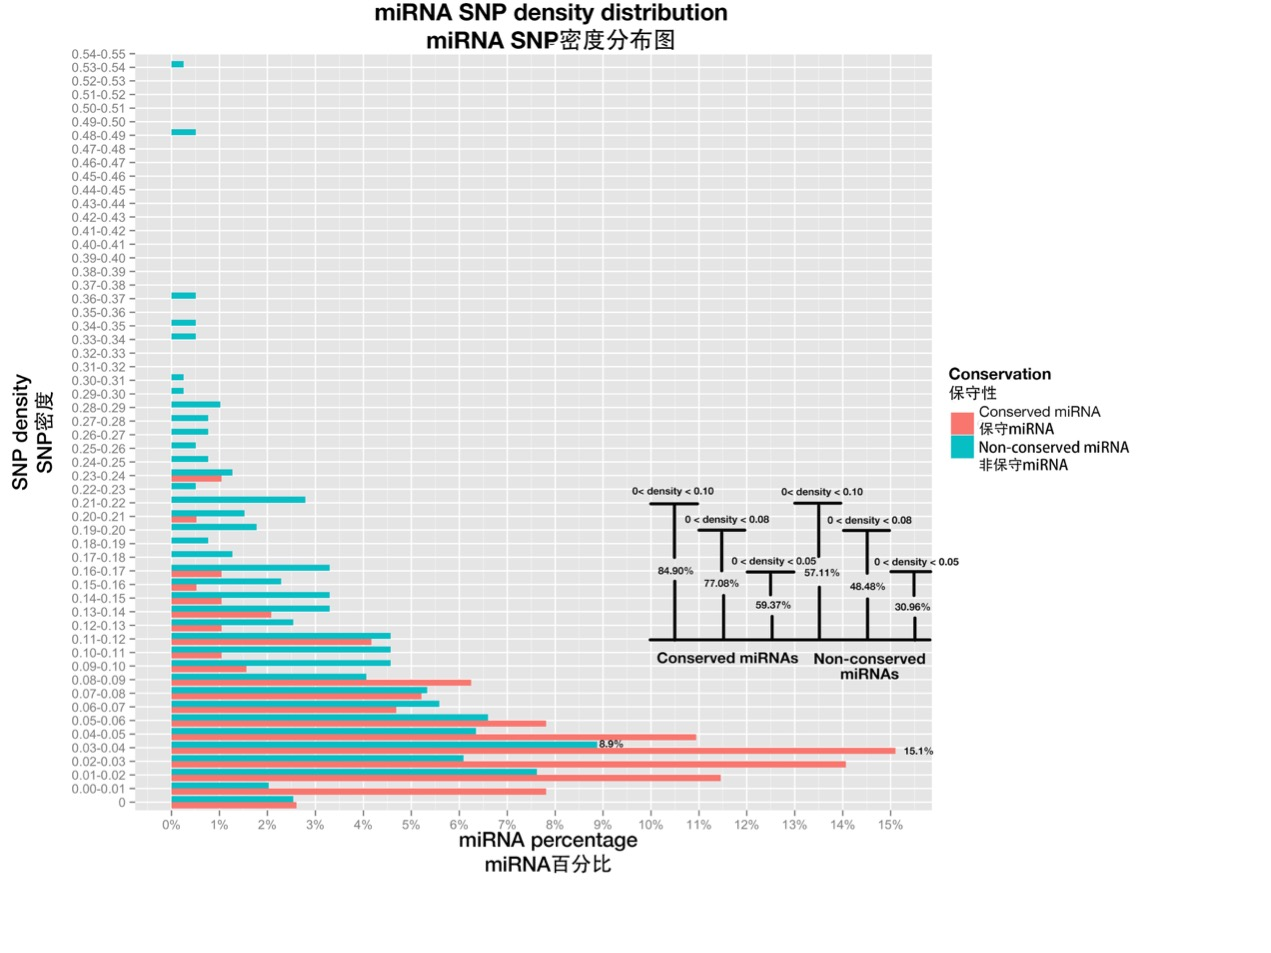 miRNA SNP density distribution
miRNA SNP密度分布图
SNP density
SNP密度
0.54-0.55
0.53-0.54
0.52-0.53
0.51-0.52
0.50-0.51
0.49-0.50
0.48-0.49
0.47-0.48
0.46-0.47
0.45-0.46
0.44-0.45
0.43-0.44
0.42-0.43
0.41-0.42
0.40-0.41
0.39-0.40
0.38-0.39
0.37-0.38
0.36-0.37
0.35-0.36
0.34-0.35
0.33-0.34
0.32-0.33
0.31-0.32
0.30-0.31
0.29-0.30
0.28-0.29
0.27-0.28
0.26-0.27
0.25-0.26
0.24-0.25
0.23-0.24
0.22-0.23
0.21-0.22
0.20-0.21
0.19-0.20
0.18-0.19
0.17-0.18
0.16-0.17
0.15-0.16
0.14-0.15
0.13-0.14
0.12-0.13
0.11-0.12
0.10-0.11
0.09-0.10
0.08-0.09
0.07-0.08
0.06-0.07
0.05-0.06
0.04-0.05
0.03-0.04
0.02-0.03
0.01-0.02
0.00-0.01
0
8.9%
15.1%
0< density < 0.10
0 < density < 0.08
0 < density < 0.05
84.90%
77.08%
59.37%
0< density < 0.10
0 < density < 0.08
0 < density < 0.05
57.11%
48.48%
30.96%
Conserved miRNAs
Non-conserved
miRNAs
0% 1% 2% 3% 4% 5% 6% 7% 8% 9% 10% 11% 12% 13% 14% 15%
miRNA percentage
miRNA百分比
Conservation
保守性
Conserved miRNA
保守miRNA
Non-conserved miRNA
非保守miRNA